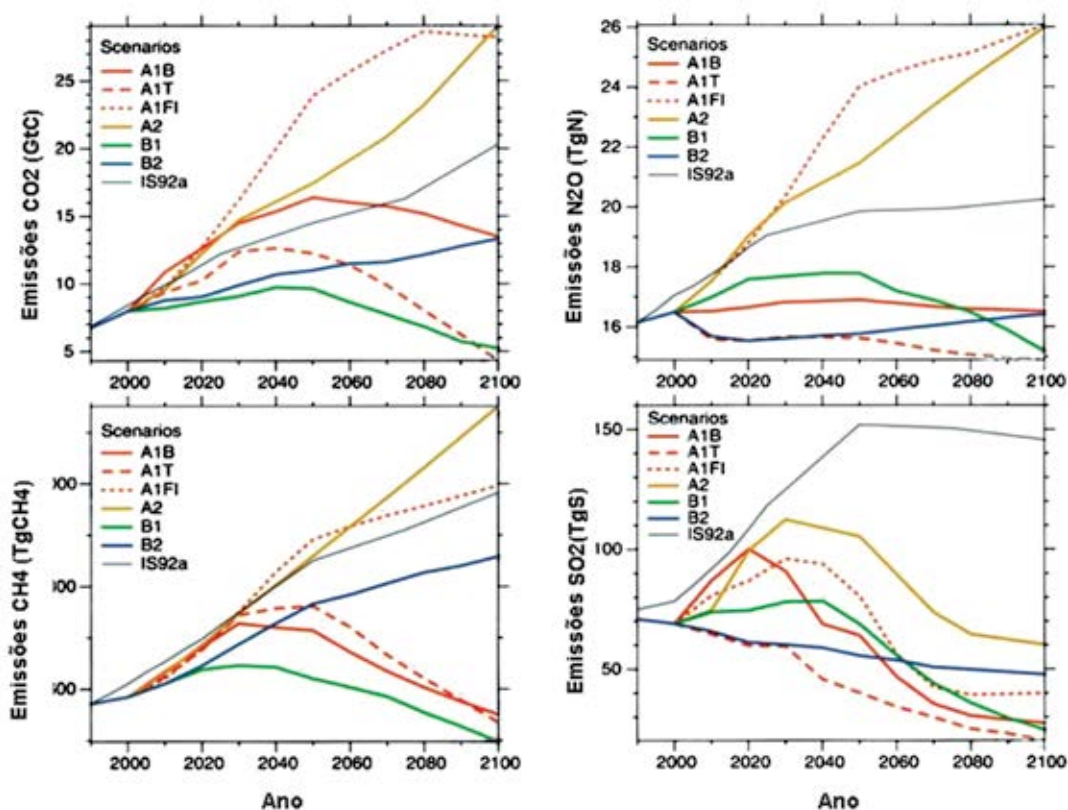 Emissões CO2 (GtC)
Scenarios
A1B
A1T
A1FI
A2
B1
B2
IS92a
25
20
15
10
5
2000 2020 2040 2060 2080 2100
Emissões N2O (TgN)
Scenarios
A1B
A1T
A1FI
A2
B1
B2
IS92a
26
24
22
20
18
16
2000 2020 2040 2060 2080 2100
Emissões CH4 (TgCH4)
Scenarios
A1B
A1T
A1FI
A2
B1
B2
IS92a
2000 2020 2040 2060 2080 2100
Ano
Emissões SO2(TgS)
Scenarios
A1B
A1T
A1FI
A2
B1
B2
IS92a
150
100
50
2000 2020 2040 2060 2080 2100
Ano